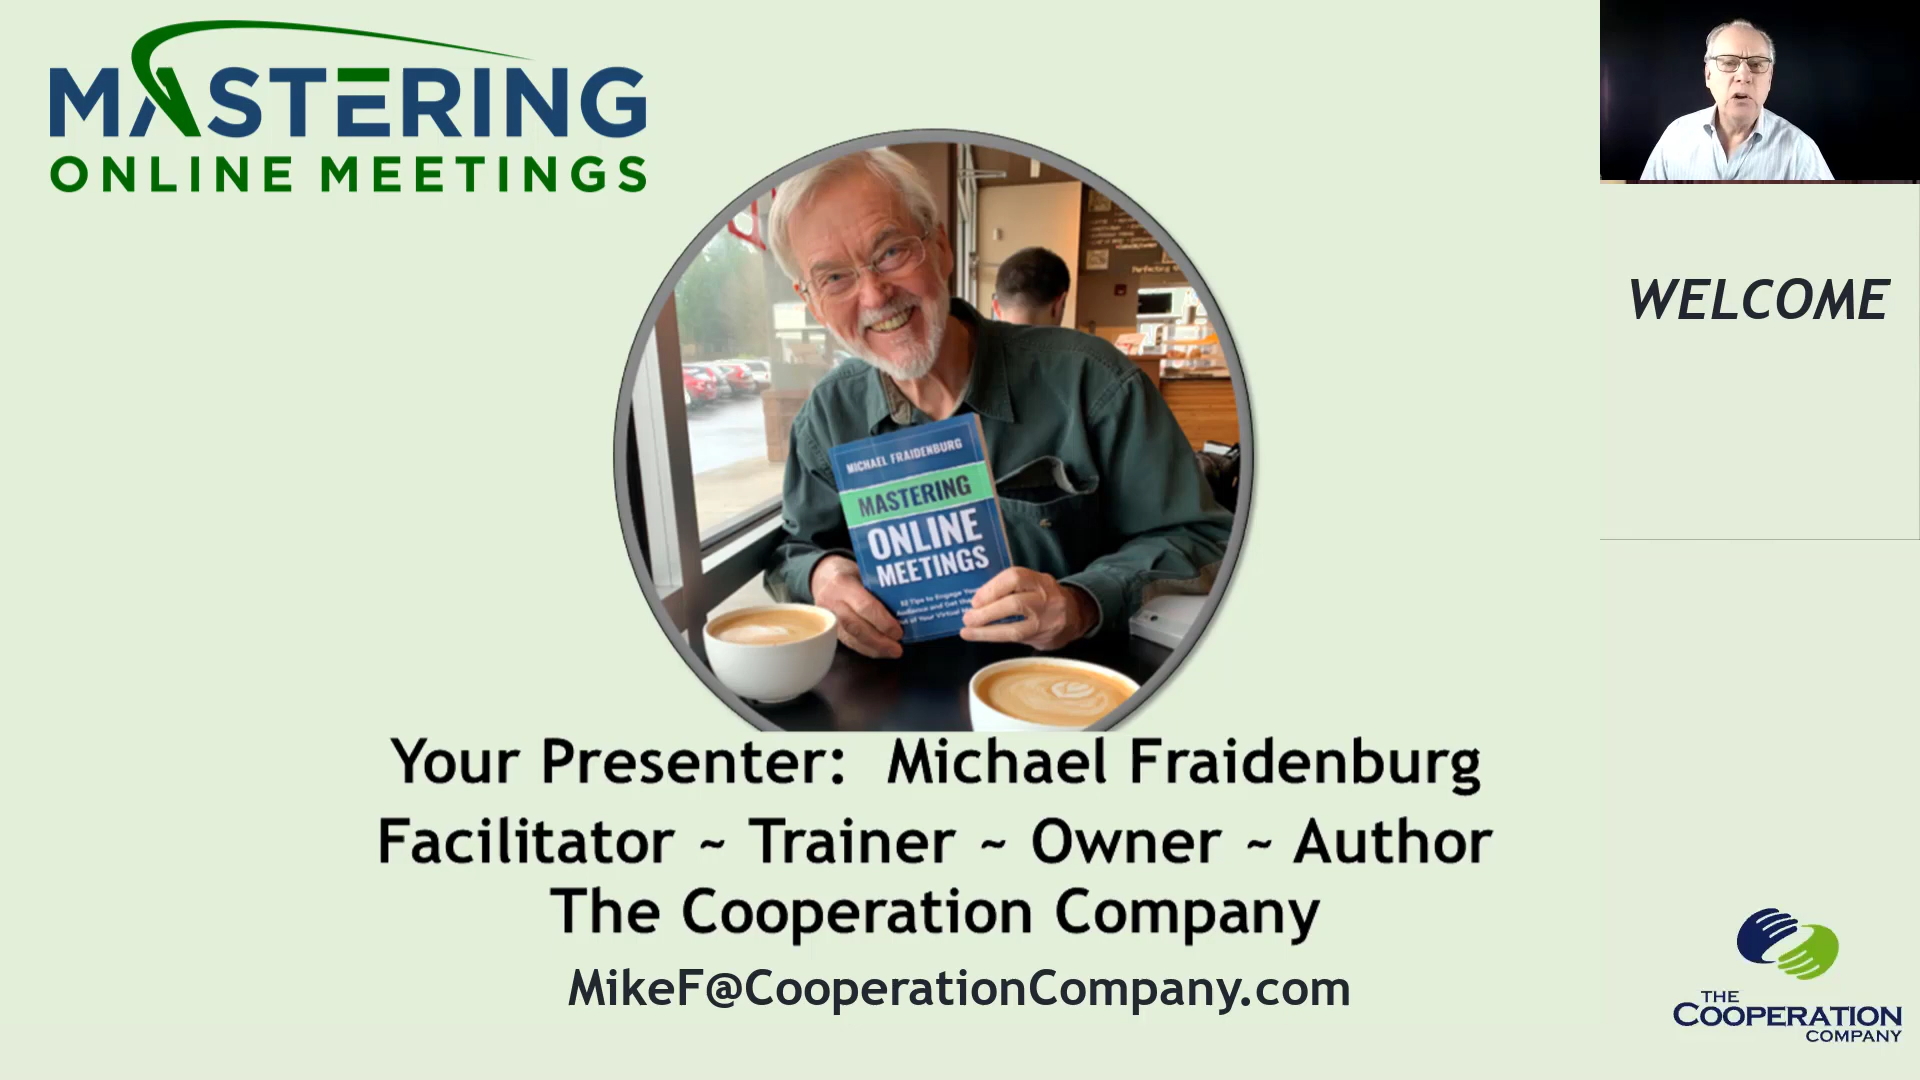 MASTERING
ONLINE MEETINGS
WELCOME
MICHAEL FRAIDENBURG
MASTERING
ONLINE
MEETINGS
Your Presenter: Michael Fraidenburg
Facilitator ~ Trainer ~ Owner ~ Author
The Cooperation Company
MikeF@CooperationCompany.com
THE
COOPERATION
COMPANY